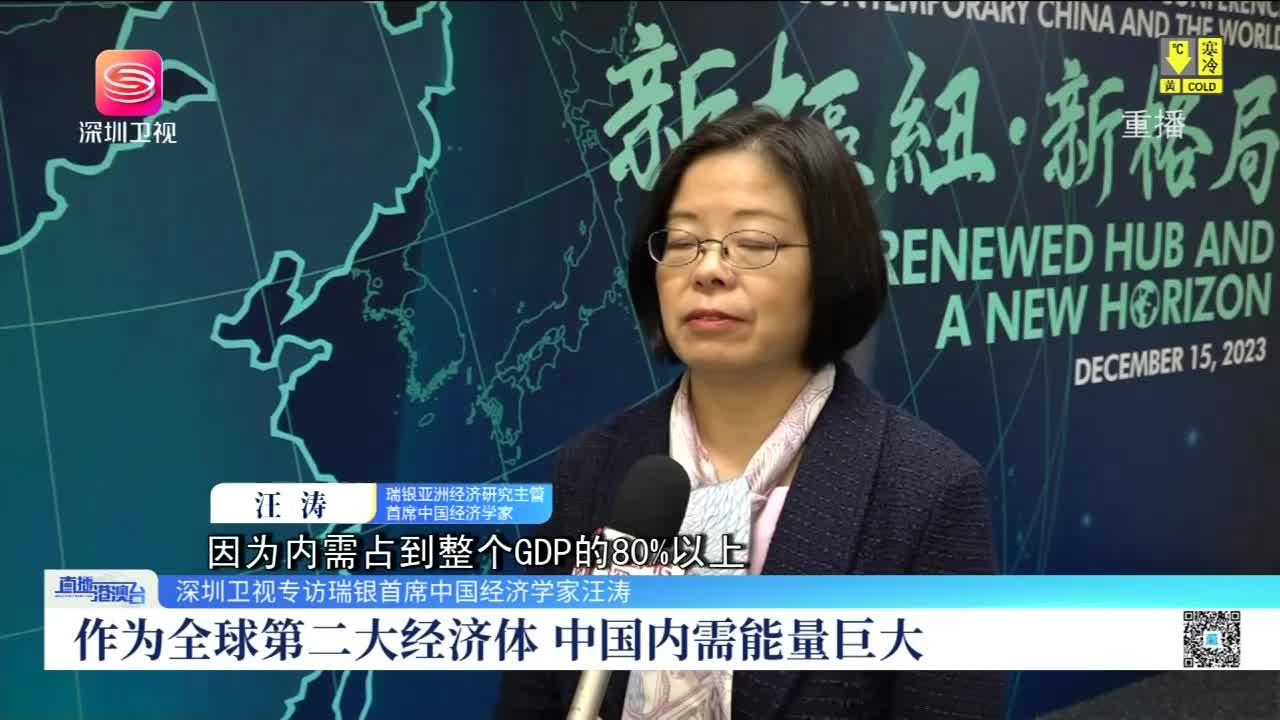 CONFERENCE
CONTEMPORARY CHINA AND THE WORLD
深圳卫视
℃
寒冷
黄 COLD
重播
新樞紐·新格局
RENEWED HUB AND
A NEW HORIZON
DECEMBER 15, 2023
汪涛
瑞银亚洲经济研究主管
首席中国经济学家
因为内需占到整个GDP的80%以上
直播港澳台
深圳卫视专访瑞银首席中国经济学家汪涛
作为全球第二大经济体 中国内需能量巨大